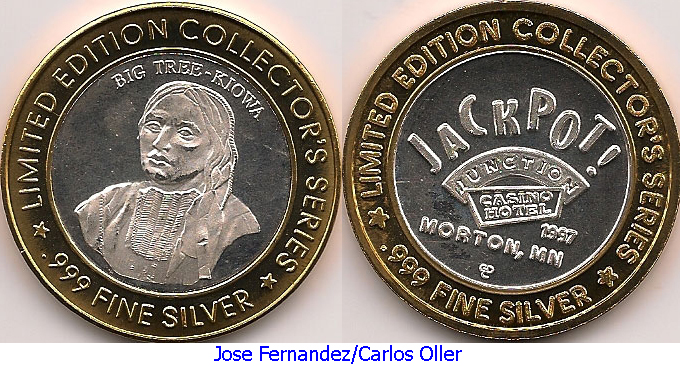 LIMITED EDITION COLLECTOR'S SERIES
BIG TREE-KIOWA
★ .999 FINE SILVER ★
LIMITED EDITION COLLECTOR'S SERIES
JACKPOT!
JUNCTION
CASINO
HOTEL
1997
MORTON, MN
★ .999 FINE SILVER ★
Jose Fernandez/Carlos Oller